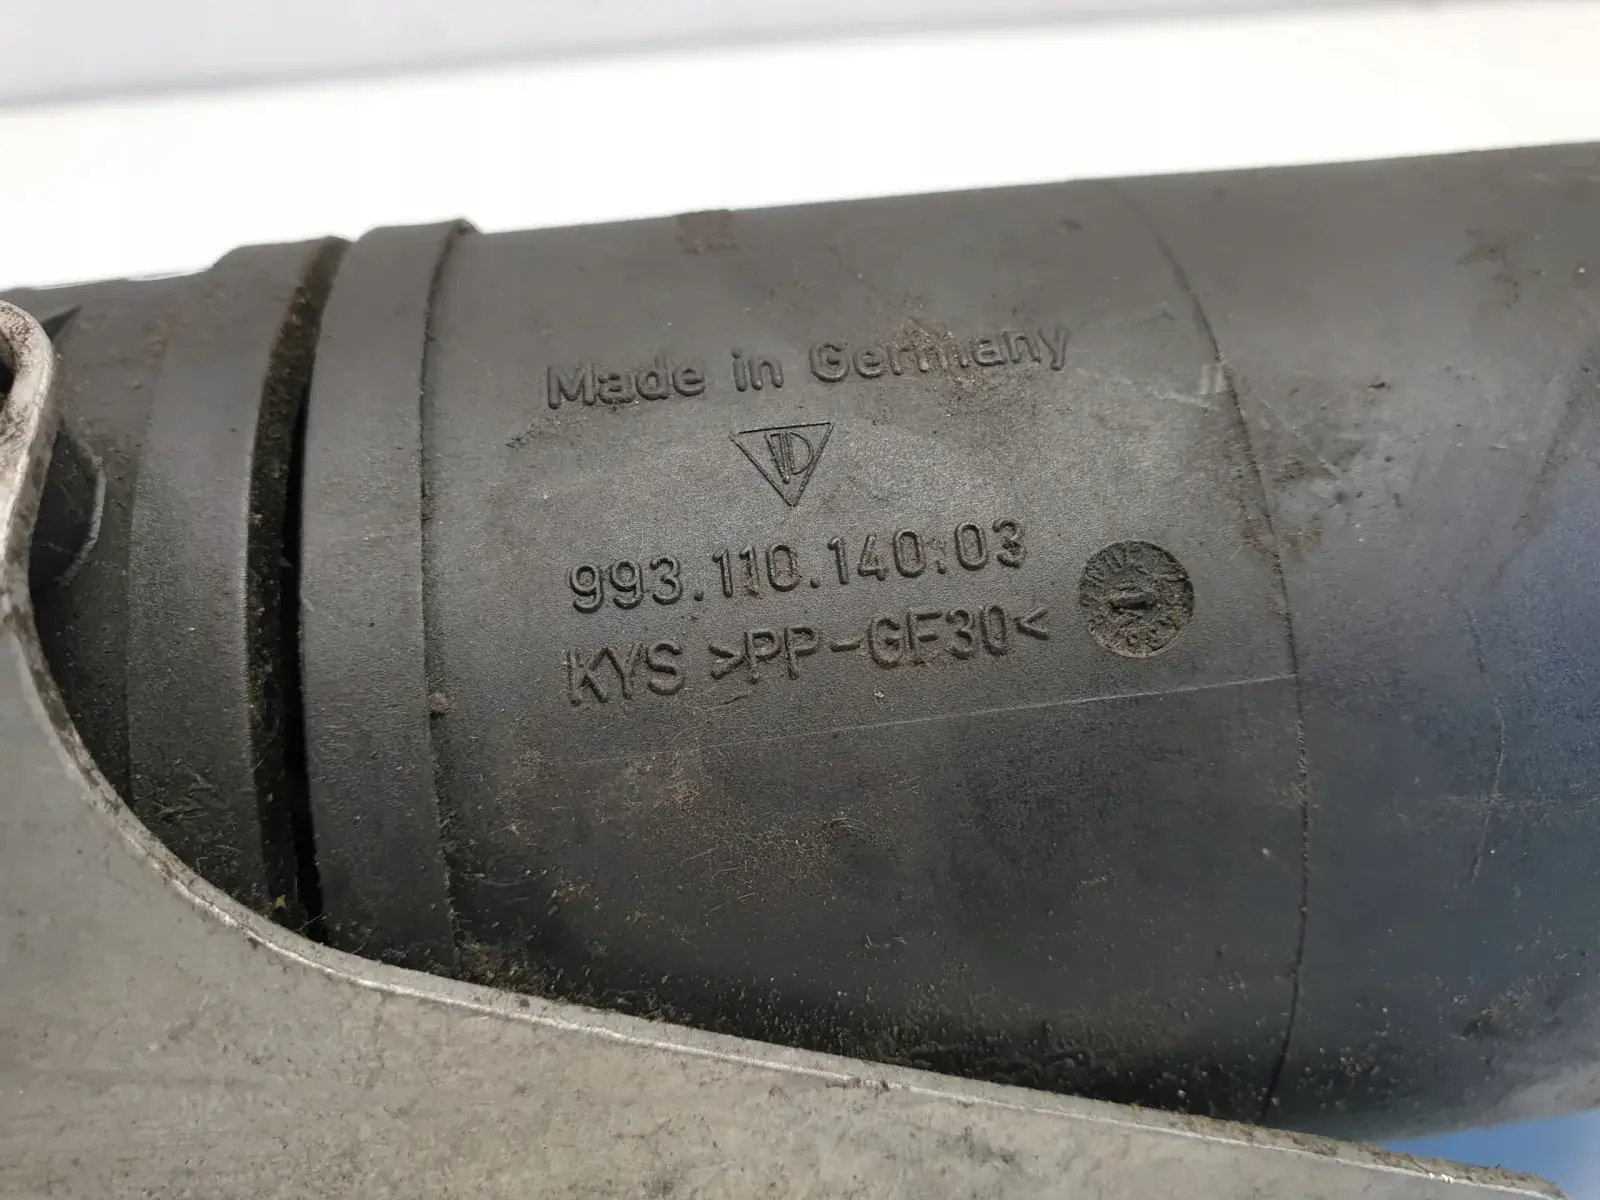 Made in Germany
993.110.140.03
KYS >PP-GF30<